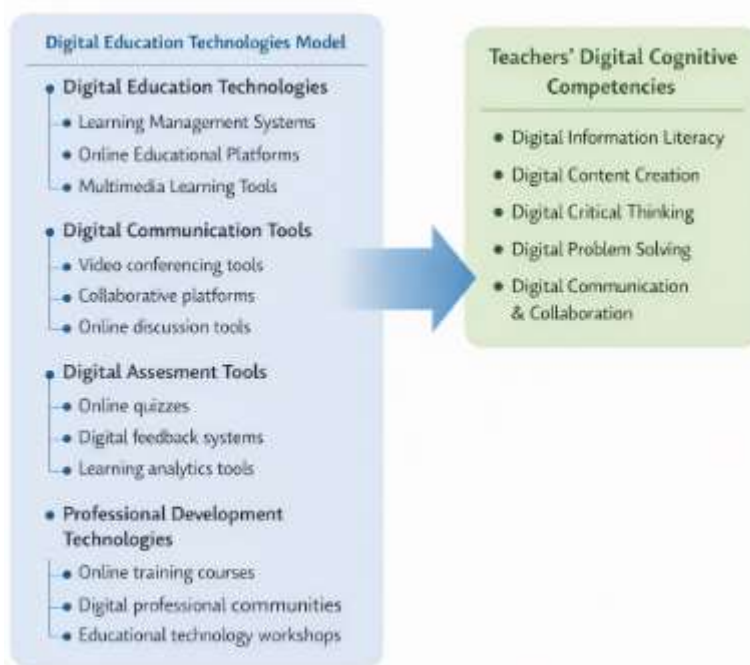 Digital Education Technologies Model
• Digital Education Technologies
• Learning Management Systems
• Online Educational Platforms
• Multimedia Learning Tools
• Digital Communication Tools
• Video conferencing tools
• Collaborative platforms
• Online discussion tools
• Digital Assesment Tools
• Online quizzes
• Digital feedback systems
• Learning analytics tools
• Professional Development
Technologies
• Online training courses
• Digital professional communities
• Educational technology workshops
Teachers' Digital Cognitive
Competencies
• Digital Information Literacy
• Digital Content Creation
• Digital Critical Thinking
• Digital Problem Solving
• Digital Communication
& Collaboration